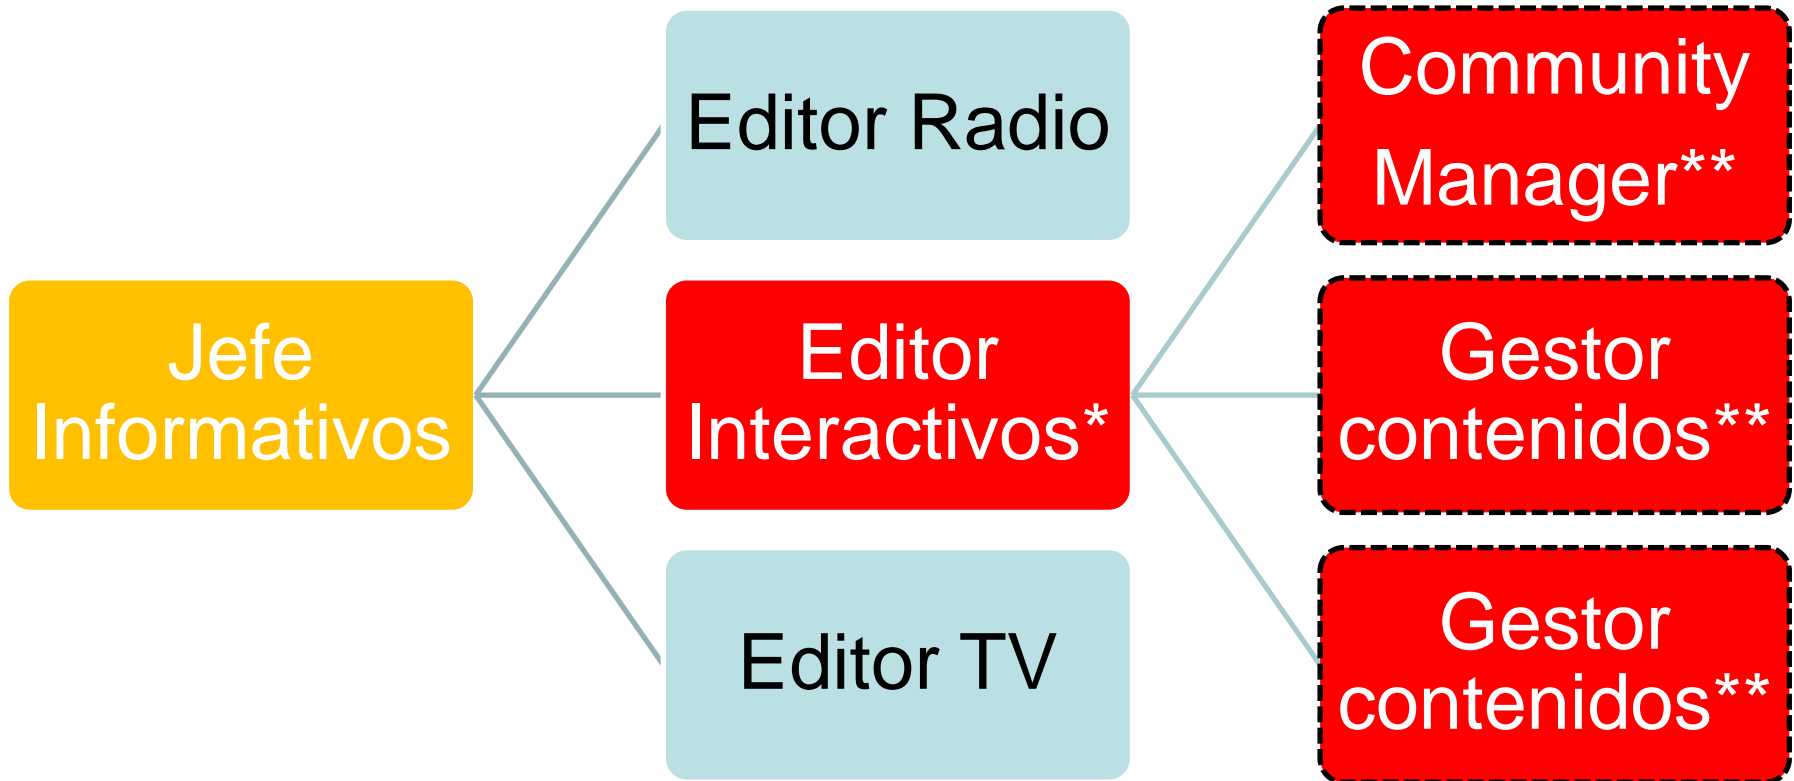 Jefe
Informativos
Editor Radio
Editor
Interactivos*
Editor TV
Community
Manager**
Gestor
contenidos**
Gestor
contenidos**